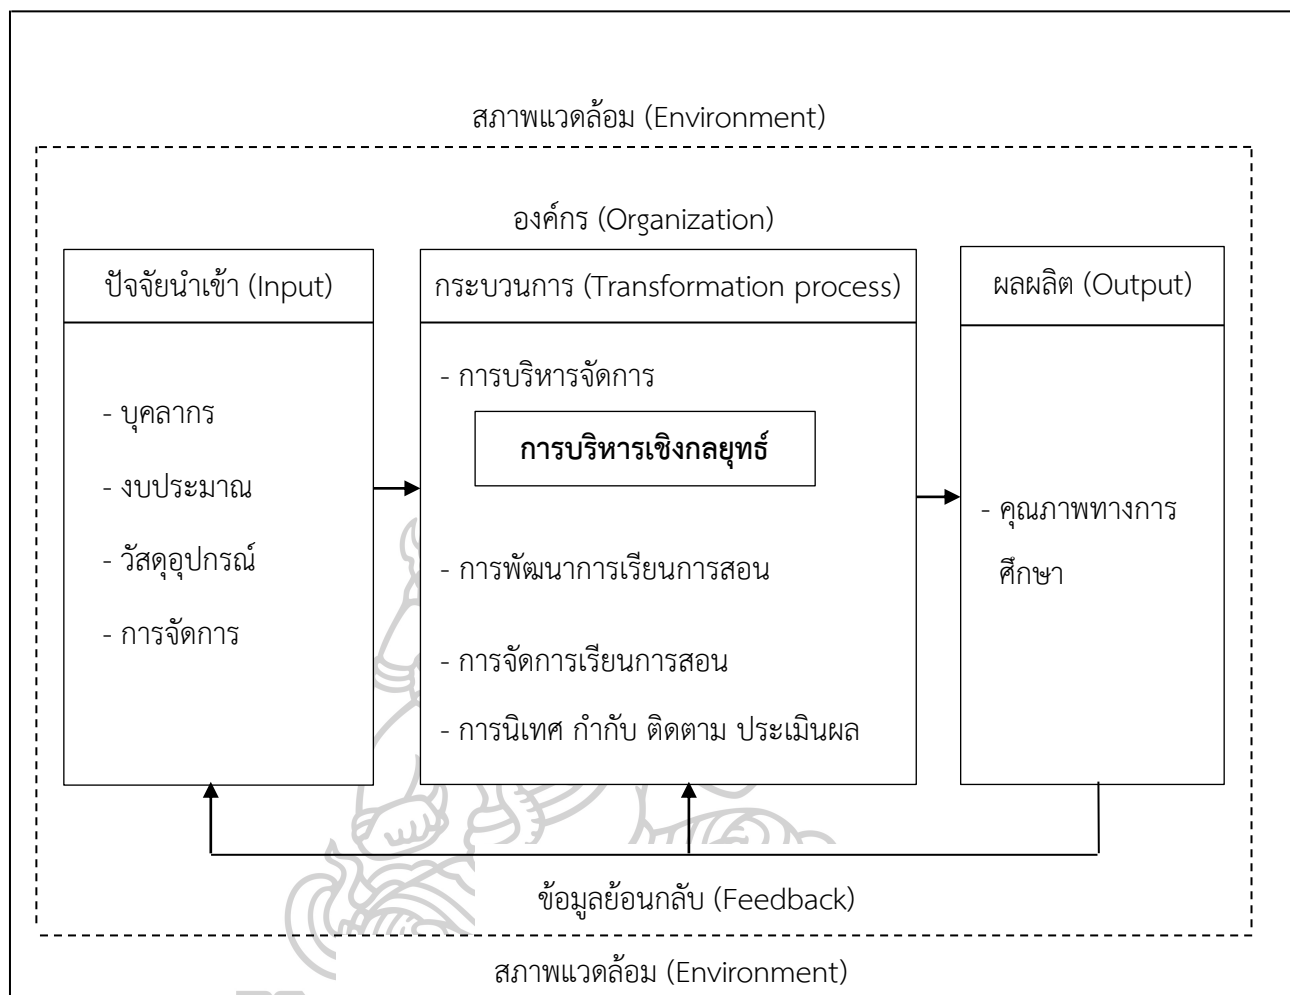 สภาพแวดล้อม (Environment)
องค์กร (Organization)
ปัจจัยนำเข้า (Input)
- บุคลากร
- งบประมาณ
- วัสดุอุปกรณ์
- การจัดการ
กระบวนการ (Transformation process)
- การบริหารจัดการ
การบริหารเชิงกลยุทธ์
- การพัฒนาการเรียนการสอน
- การจัดการเรียนการสอน
- การนิเทศ กำกับ ติดตาม ประเมินผล
ผลผลิต (Output)
- คุณภาพทางการ
ศึกษา
ข้อมูลย้อนกลับ (Feedback)
สภาพแวดล้อม (Environment)